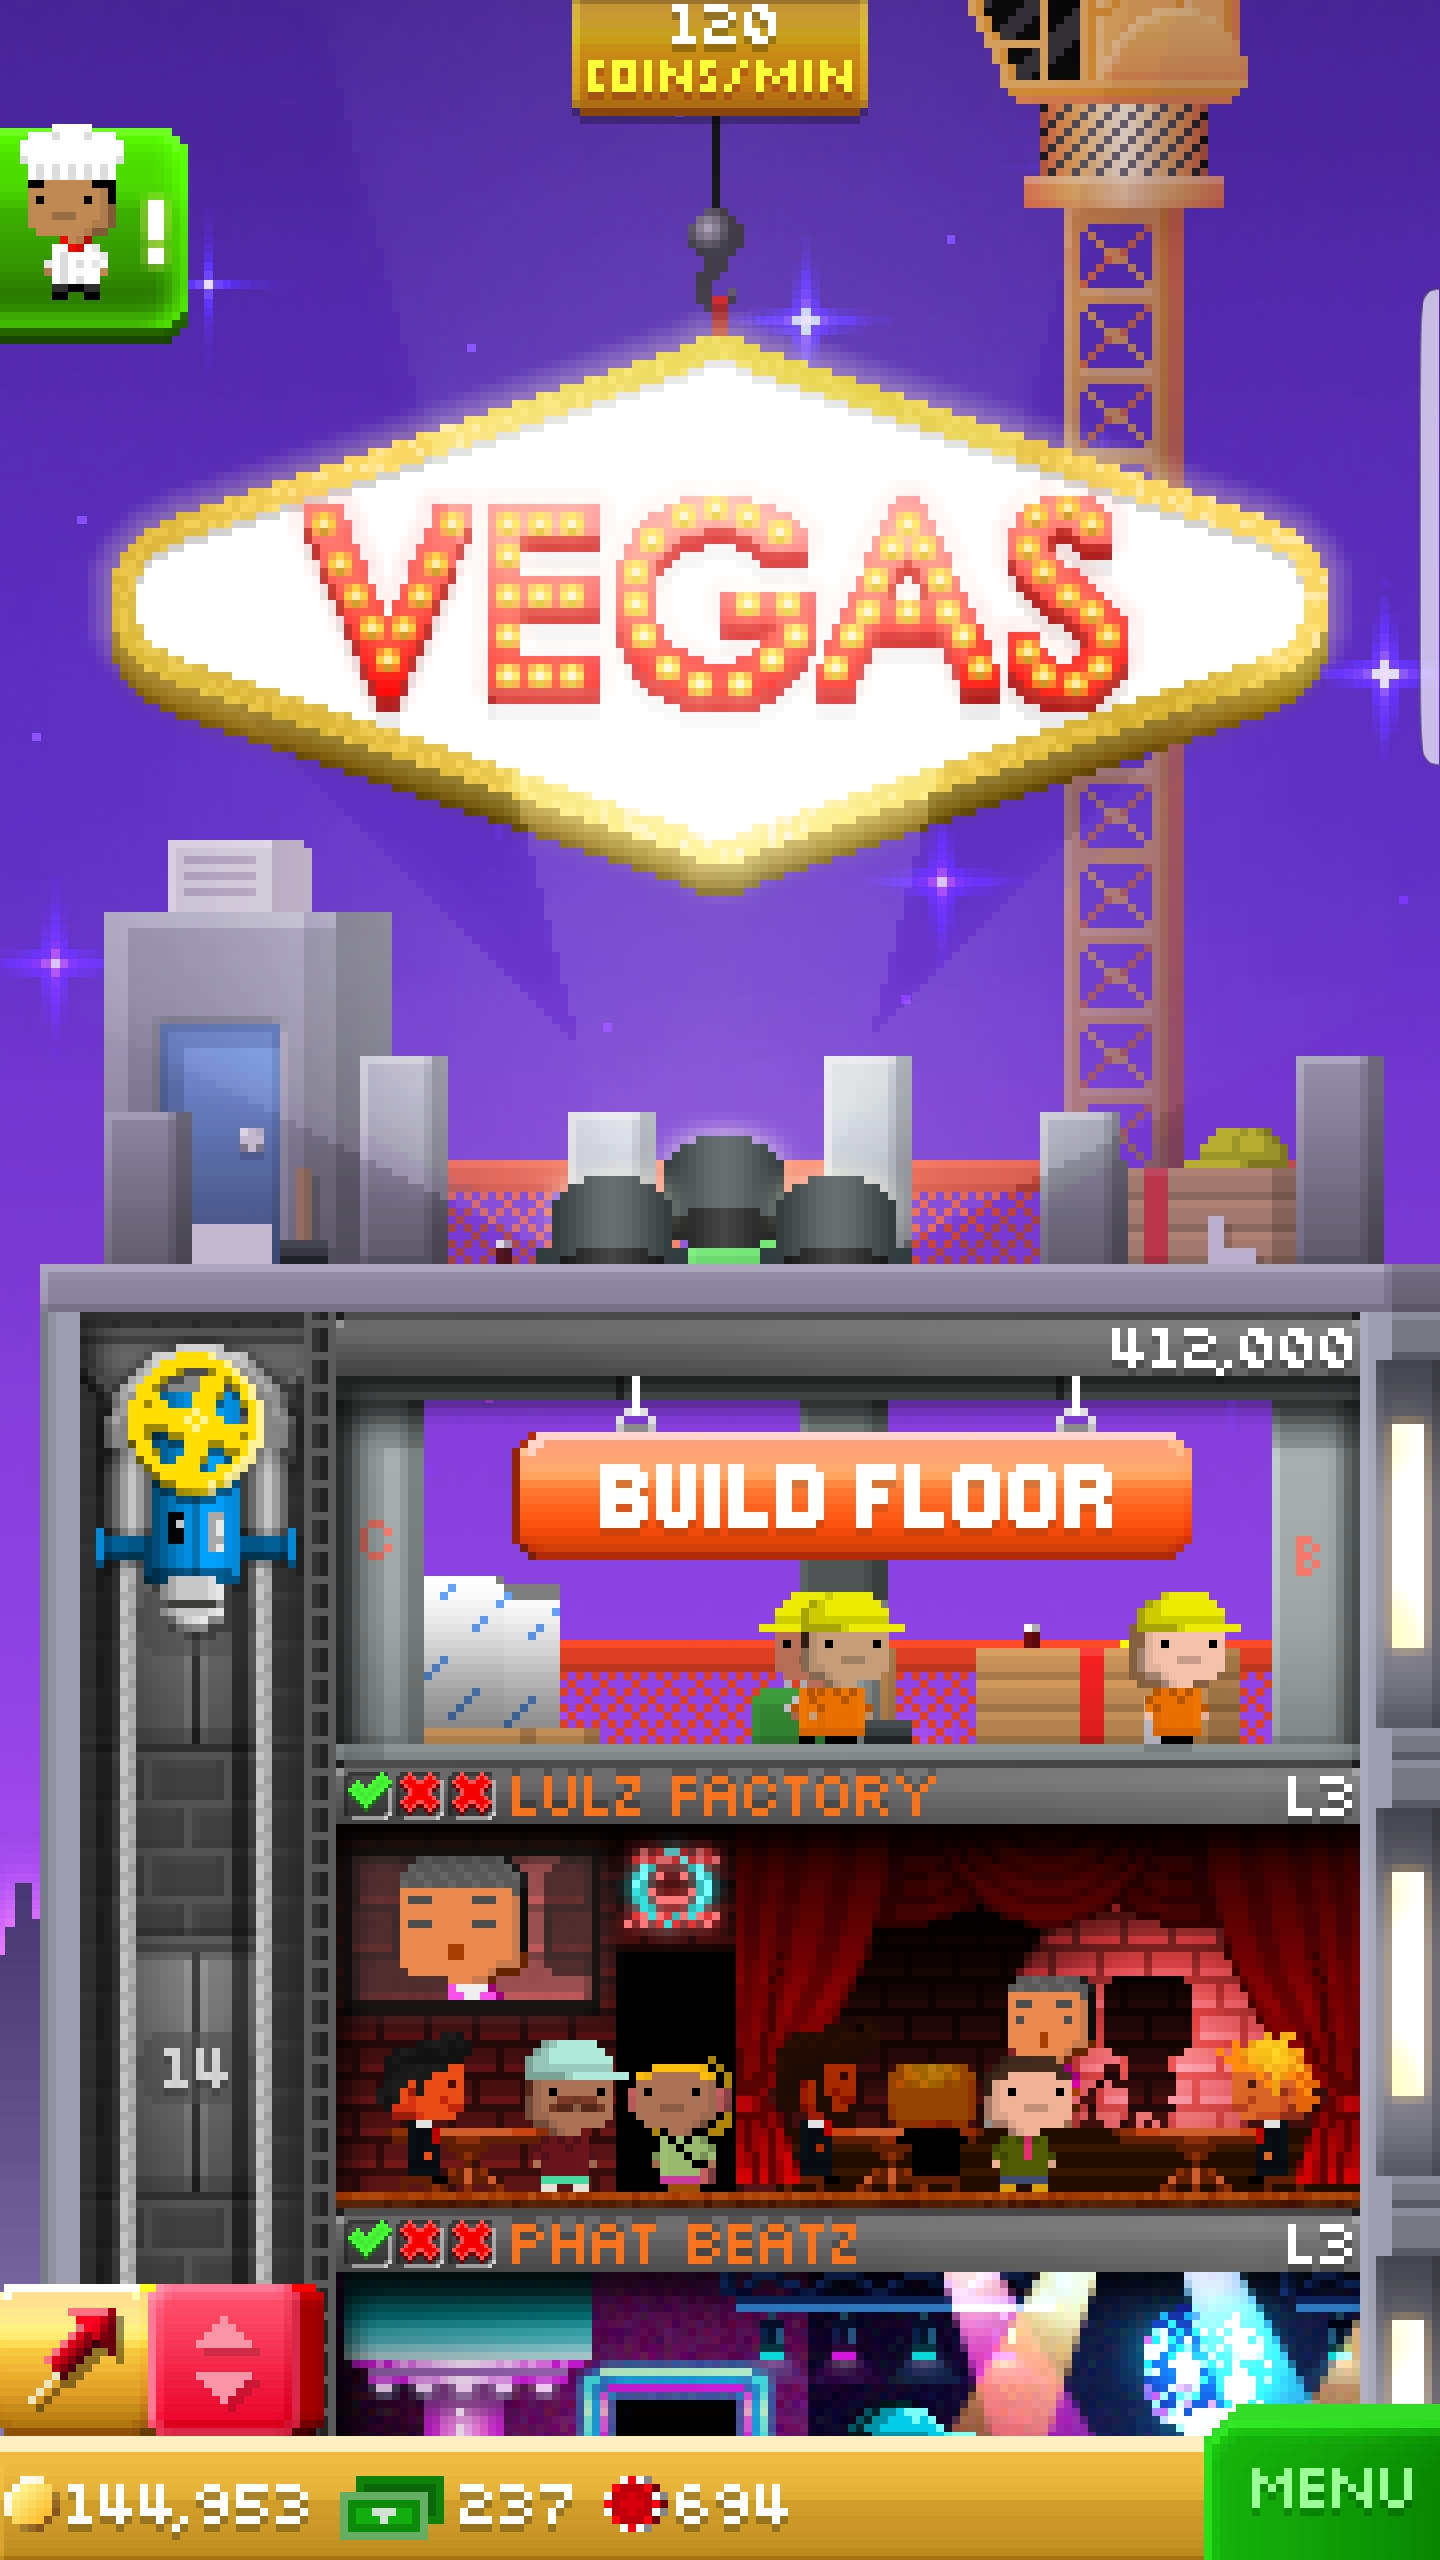 120
COINS/MIN
!
VEGAS
412,000
BUILD FLOOR
C
B
LULZ FACTORY L3
14
PHAT BEATZ L3
144,953 237 694
MENU